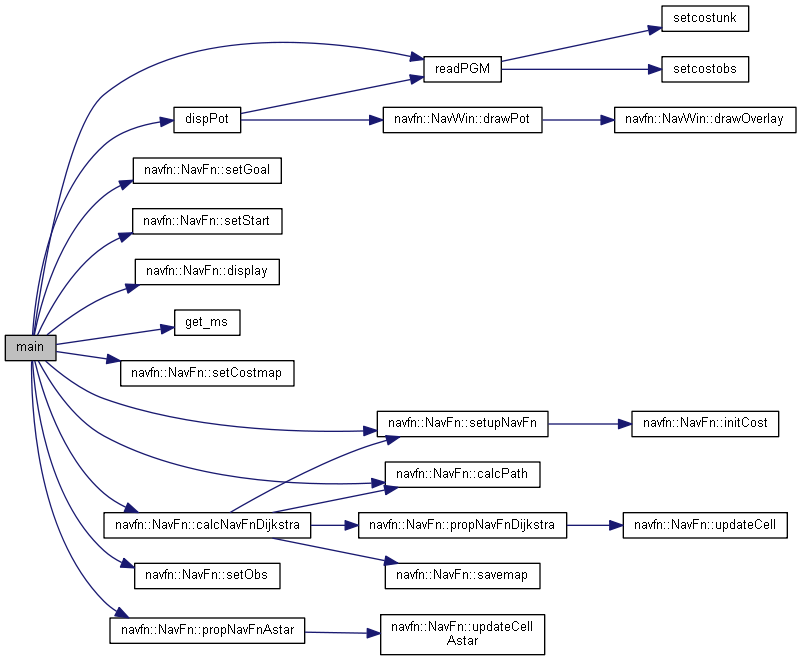 setcostunk
readPGM
setcostobs
dispPot
navfn::NavWin::drawPot
navfn::NavWin::drawOverlay
navfn::NavFn::setGoal
navfn::NavFn::setStart
navfn::NavFn::display
get_ms
main
navfn::NavFn::setCostmap
navfn::NavFn::setupNavFn
navfn::NavFn::initCost
navfn::NavFn::calcPath
navfn::NavFn::calcNavFnDijkstra
navfn::NavFn::propNavFnDijkstra
navfn::NavFn::updateCell
navfn::NavFn::setObs
navfn::NavFn::savemap
navfn::NavFn::propNavFnAstar
navfn::NavFn::updateCell
Astar